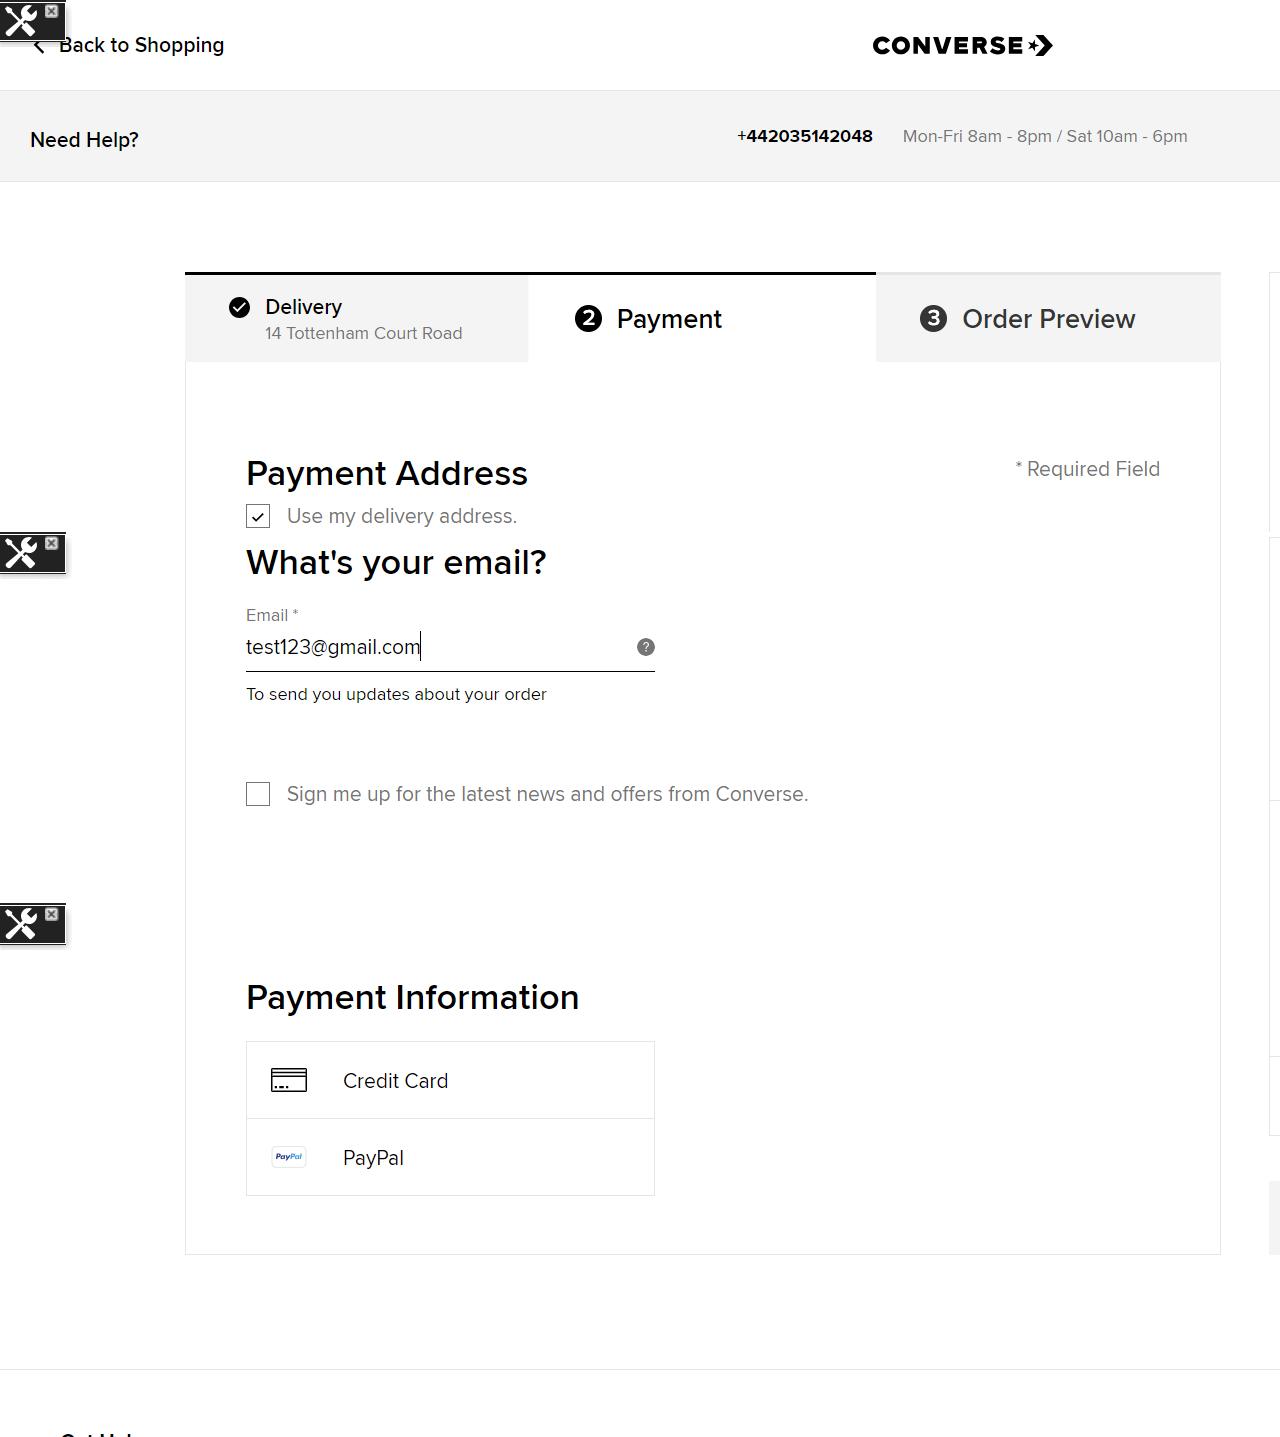 Back to Shopping
CONVERSE
Need Help?
+442035142048 Mon-Fri 8am - 8pm / Sat 10am - 6pm
Delivery
14 Tottenham Court Road
2 Payment
3 Order Preview
Payment Address
* Required Field
Use my delivery address.
What's your email?
Email *
test123@gmail.com
?
To send you updates about your order
Sign me up for the latest news and offers from Converse.
Payment Information
Credit Card
PayPal PayPal